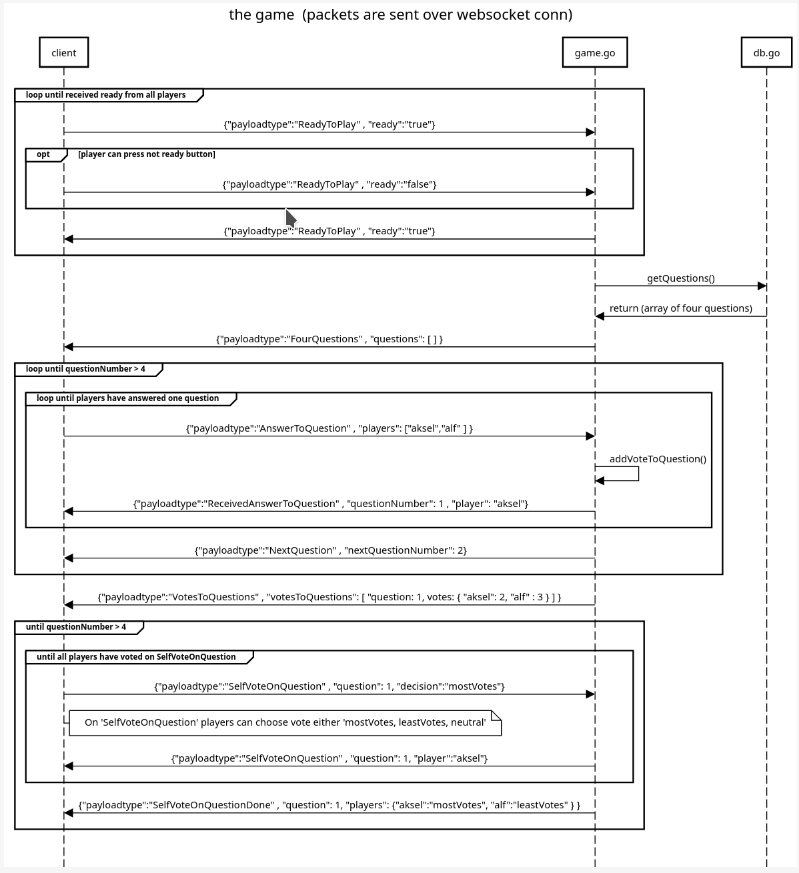 the game  (packets are sent over websocket conn)
client
game.go
db.go
loop until received ready from all players
{"payloadtype":"ReadyToPlay" , "ready":"true"}
opt
[player can press not ready button]
{"payloadtype":"ReadyToPlay" , "ready":"false"}
{"payloadtype":"ReadyToPlay" , "ready":"true"}
getQuestions()
return (array of four questions)
{"payloadtype":"FourQuestions" , "questions": [ ] }
loop until questionNumber > 4
loop until players have answered one question
{"payloadtype":"AnswerToQuestion" , "players": ["aksel","alf" ] }
addVoteToQuestion()
{"payloadtype":"ReceivedAnswerToQuestion" , "questionNumber": 1 , "player": "aksel"}
{"payloadtype":"NextQuestion" , "nextQuestionNumber": 2}
{"payloadtype":"VotesToQuestions" , "votesToQuestions": [ "question: 1, votes: { "aksel": 2, "alf" : 3 } ] }
until questionNumber > 4
until all players have voted on SelfVoteOnQuestion
{"payloadtype":"SelfVoteOnQuestion" , "question": 1, "decision":"mostVotes"}
On 'SelfVoteOnQuestion' players can choose vote either 'mostVotes, leastVotes, neutral'
{"payloadtype":"SelfVoteOnQuestion" , "question": 1, "player":"aksel"}
{"payloadtype":"SelfVoteOnQuestionDone" , "question": 1, "players": {"aksel":"mostVotes", "alf":"leastVotes" } }